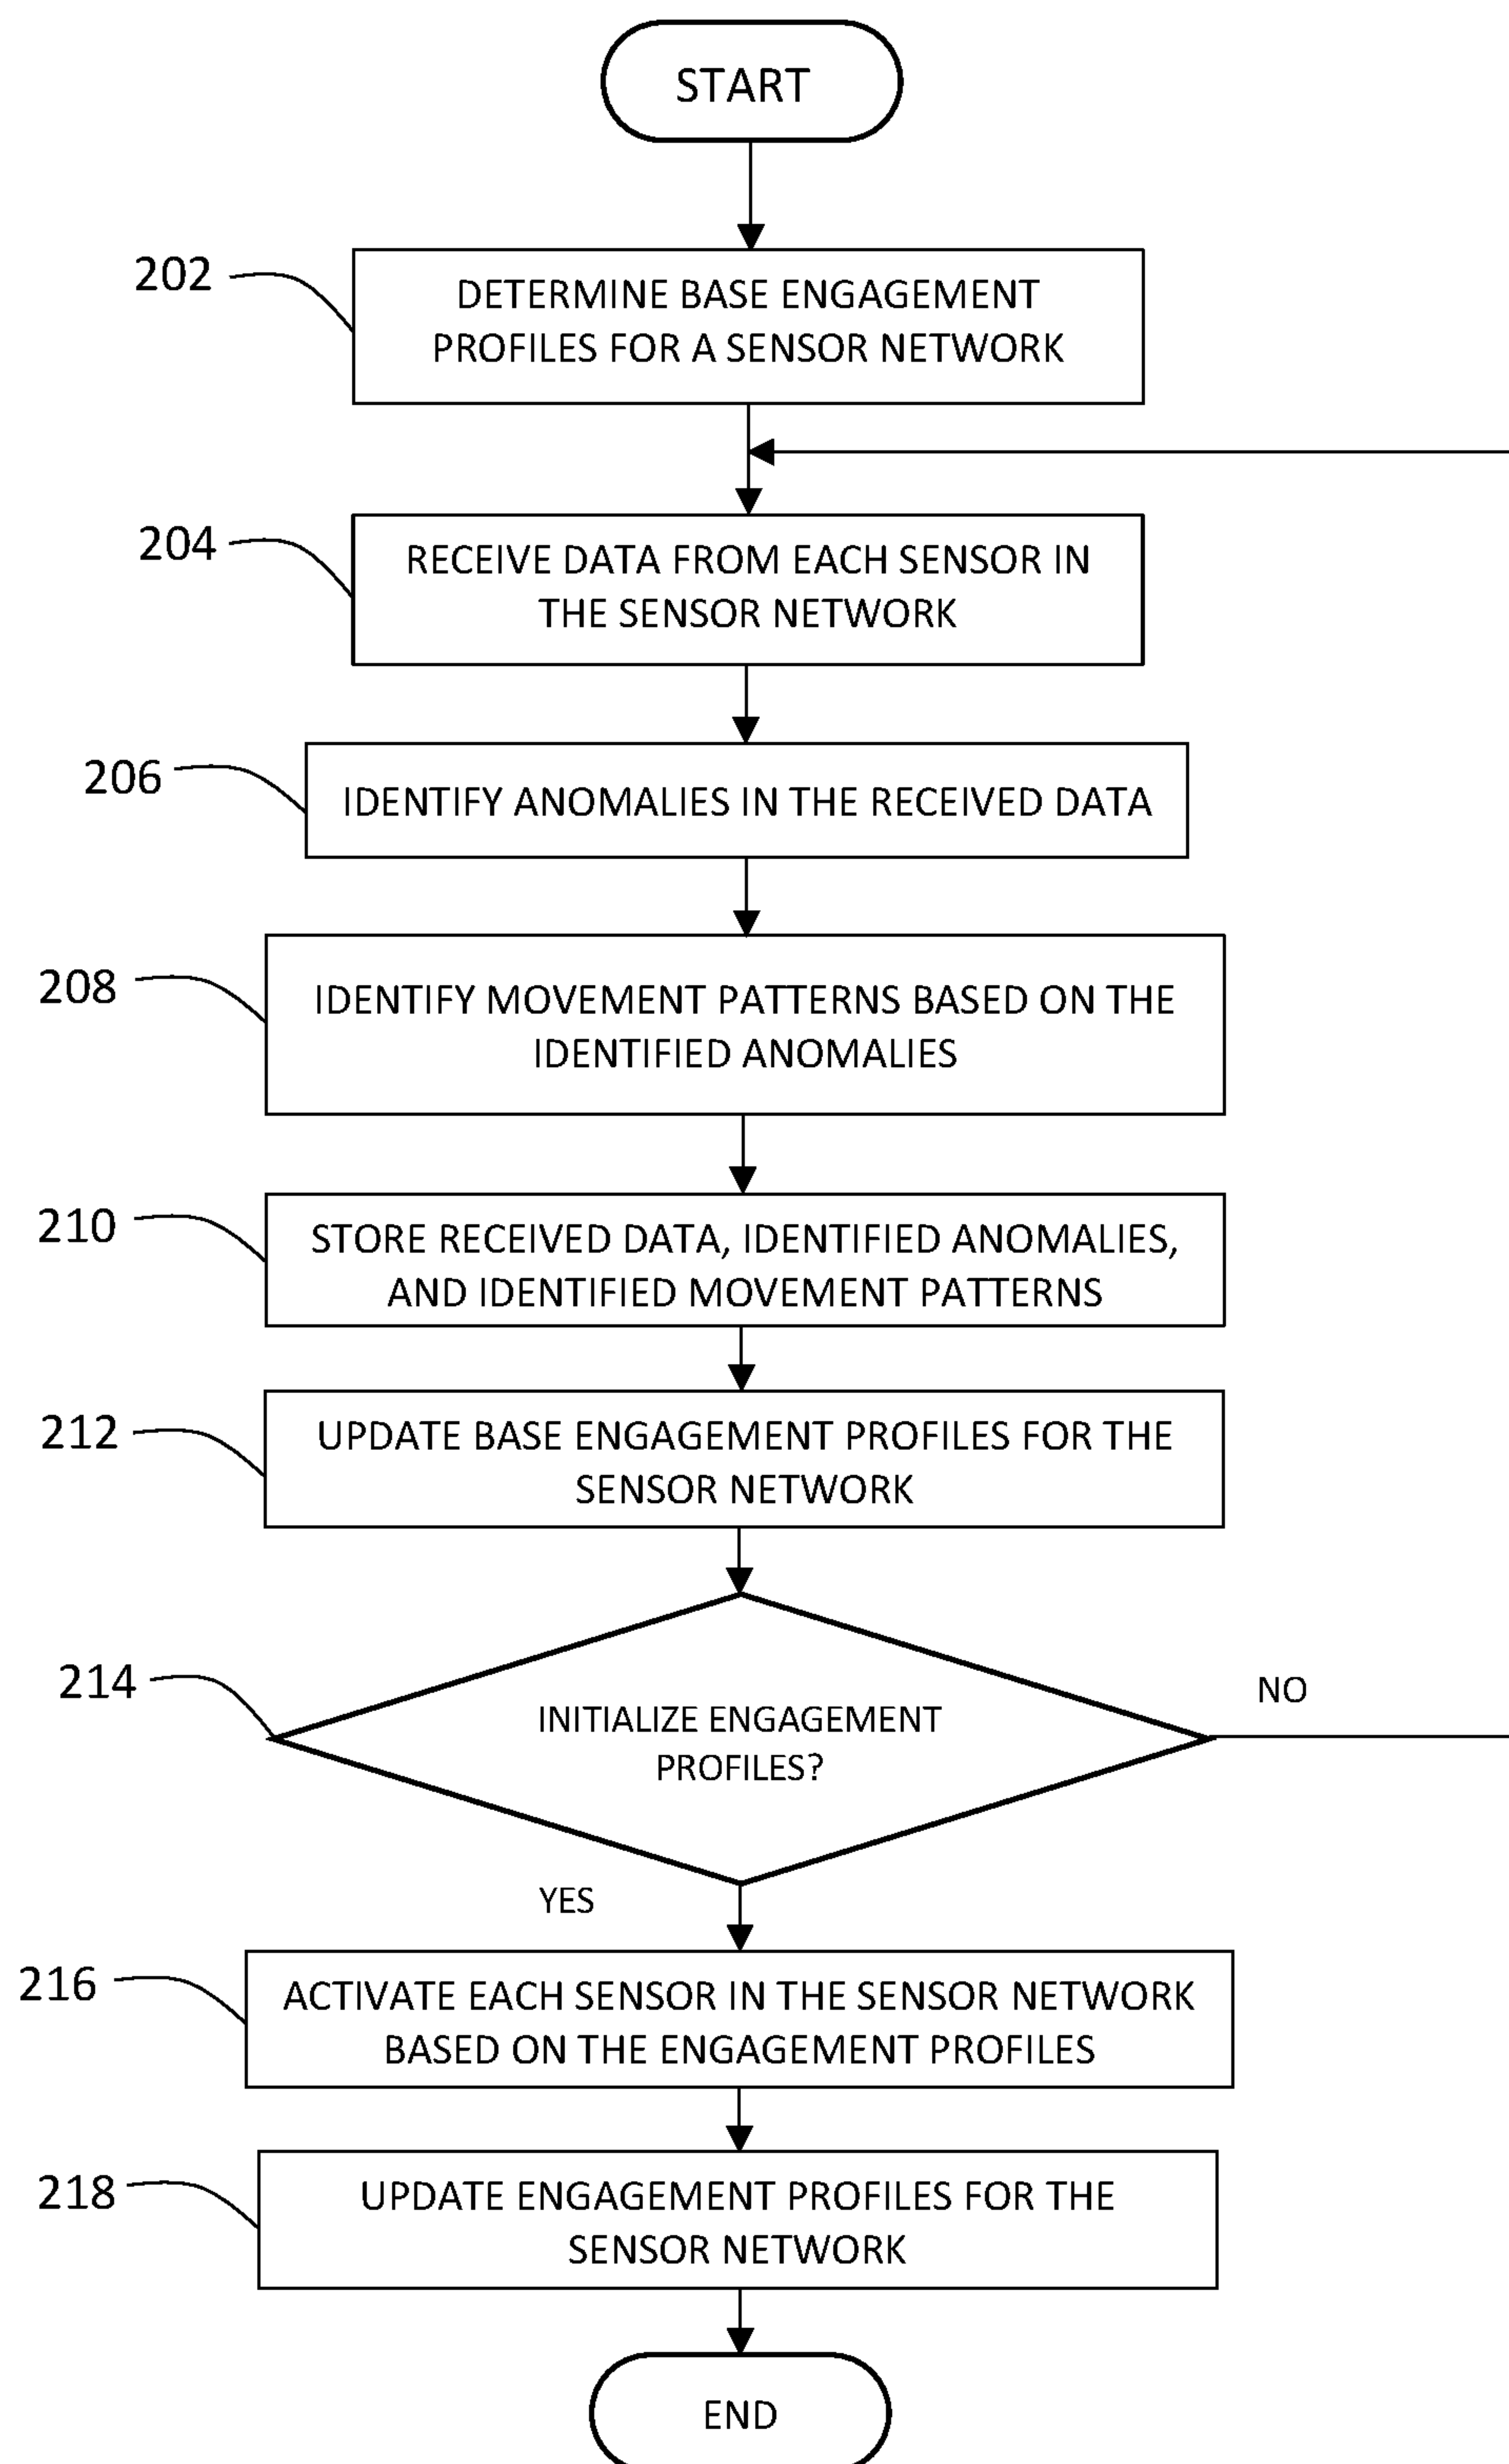 START
202
DETERMINE BASE ENGAGEMENT
PROFILES FOR A SENSOR NETWORK
204
RECEIVE DATA FROM EACH SENSOR IN
THE SENSOR NETWORK
206
IDENTIFY ANOMALIES IN THE RECEIVED DATA
208
IDENTIFY MOVEMENT PATTERNS BASED ON THE
IDENTIFIED ANOMALIES
210
STORE RECEIVED DATA, IDENTIFIED ANOMALIES,
AND IDENTIFIED MOVEMENT PATTERNS
212
UPDATE BASE ENGAGEMENT PROFILES FOR THE
SENSOR NETWORK
214
INITIALIZE ENGAGEMENT
PROFILES?
NO
YES
216
ACTIVATE EACH SENSOR IN THE SENSOR NETWORK
BASED ON THE ENGAGEMENT PROFILES
218
UPDATE ENGAGEMENT PROFILES FOR THE
SENSOR NETWORK
END